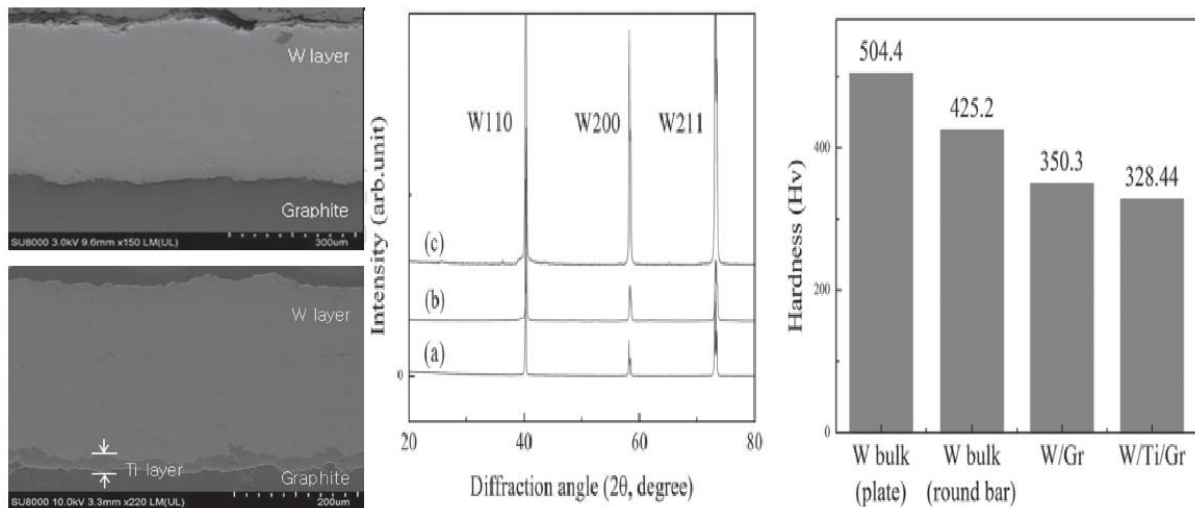 W layer
Graphite
SU8000 3.0kV 9.6mm x150 LM(UL)
300um
W layer
Ti layer
Graphite
SU8000 10.0kV 3.3mm x220 LM(UL)
200um
Intensity (arb.unit)
W110
W200
W211
(c)
(b)
(a)
0
20
40
60
80
Diffraction angle (2θ, degree)
Hardness (Hv)
504.4
425.2
350.3
328.44
400
200
0
W bulk
(plate)
W bulk
(round bar)
W/Gr
W/Ti/Gr